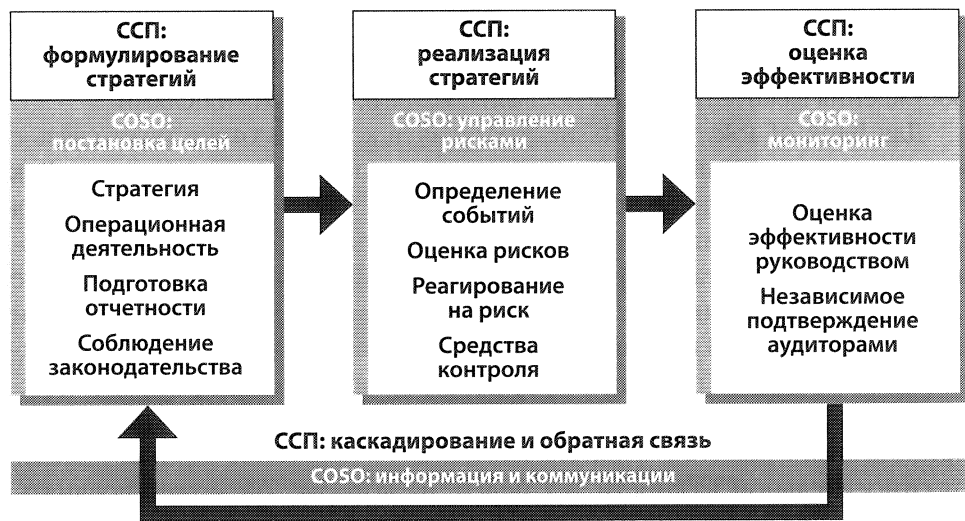 ССП:
формулирование
стратегий
COSO:
постановка целей
Стратегия
Операционная
деятельность
Подготовка
отчетности
Соблюдение
законодательства
ССП:
реализация
стратегий
COSO: управление
рисками
Определение
событий
Оценка рисков
Реагирование
на риск
Средства
контроля
ССП:
оценка
эффективности
COSO:
мониторинг
Оценка
эффективности
руководством
Независимое
подтверждение
аудиторами
ССП: каскадирование и обратная связь
COSO: информация и коммуникации